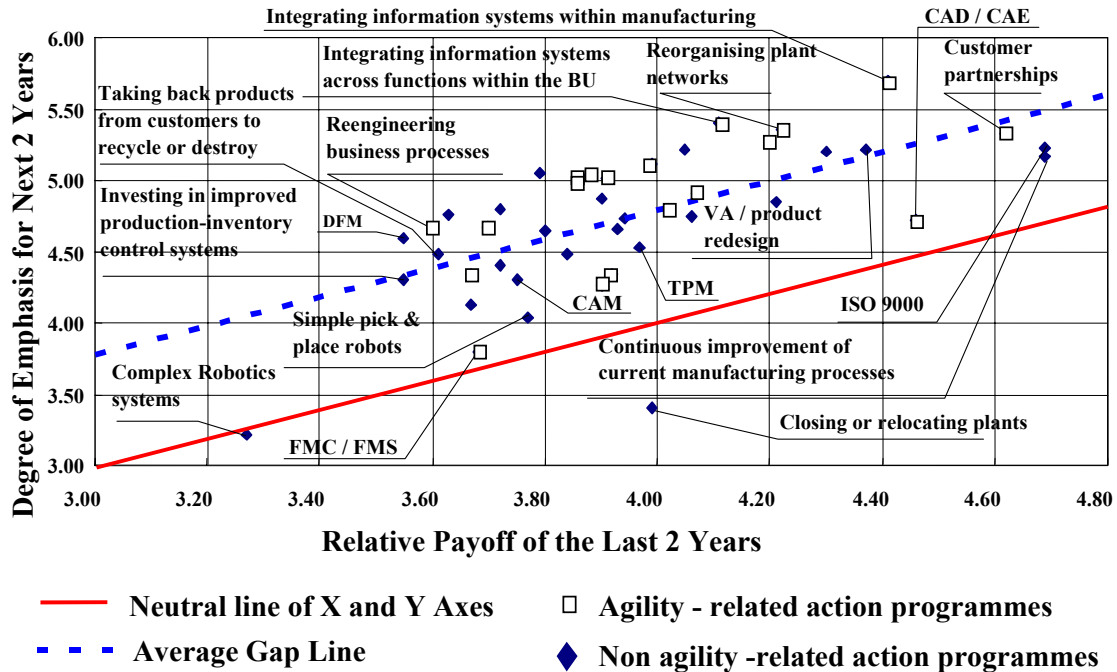 Integrating information systems within manufacturing
CAD / CAE
6.00
Integrating information systems
across functions within the BU
Reorganising plant
networks
Customer
partnerships
5.50
Taking back products
from customers to
recycle or destroy
Reengineering
business processes
5.00
Investing in improved
production-inventory
control systems
DFM
VA / product
redesign
4.50
CAM
TPM
ISO 9000
4.00
Simple pick &
place robots
Continuous improvement of
current manufacturing processes
Complex Robotics
systems
3.50
FMC / FMS
Closing or relocating plants
3.00
Degree of Emphasis for Next 2 Years
3.00 3.20 3.40 3.60 3.80 4.00 4.20 4.40 4.60 4.80
Relative Payoff of the Last 2 Years
Neutral line of X and Y Axes
Agility - related action programmes
Average Gap Line
Non agility -related action programmes